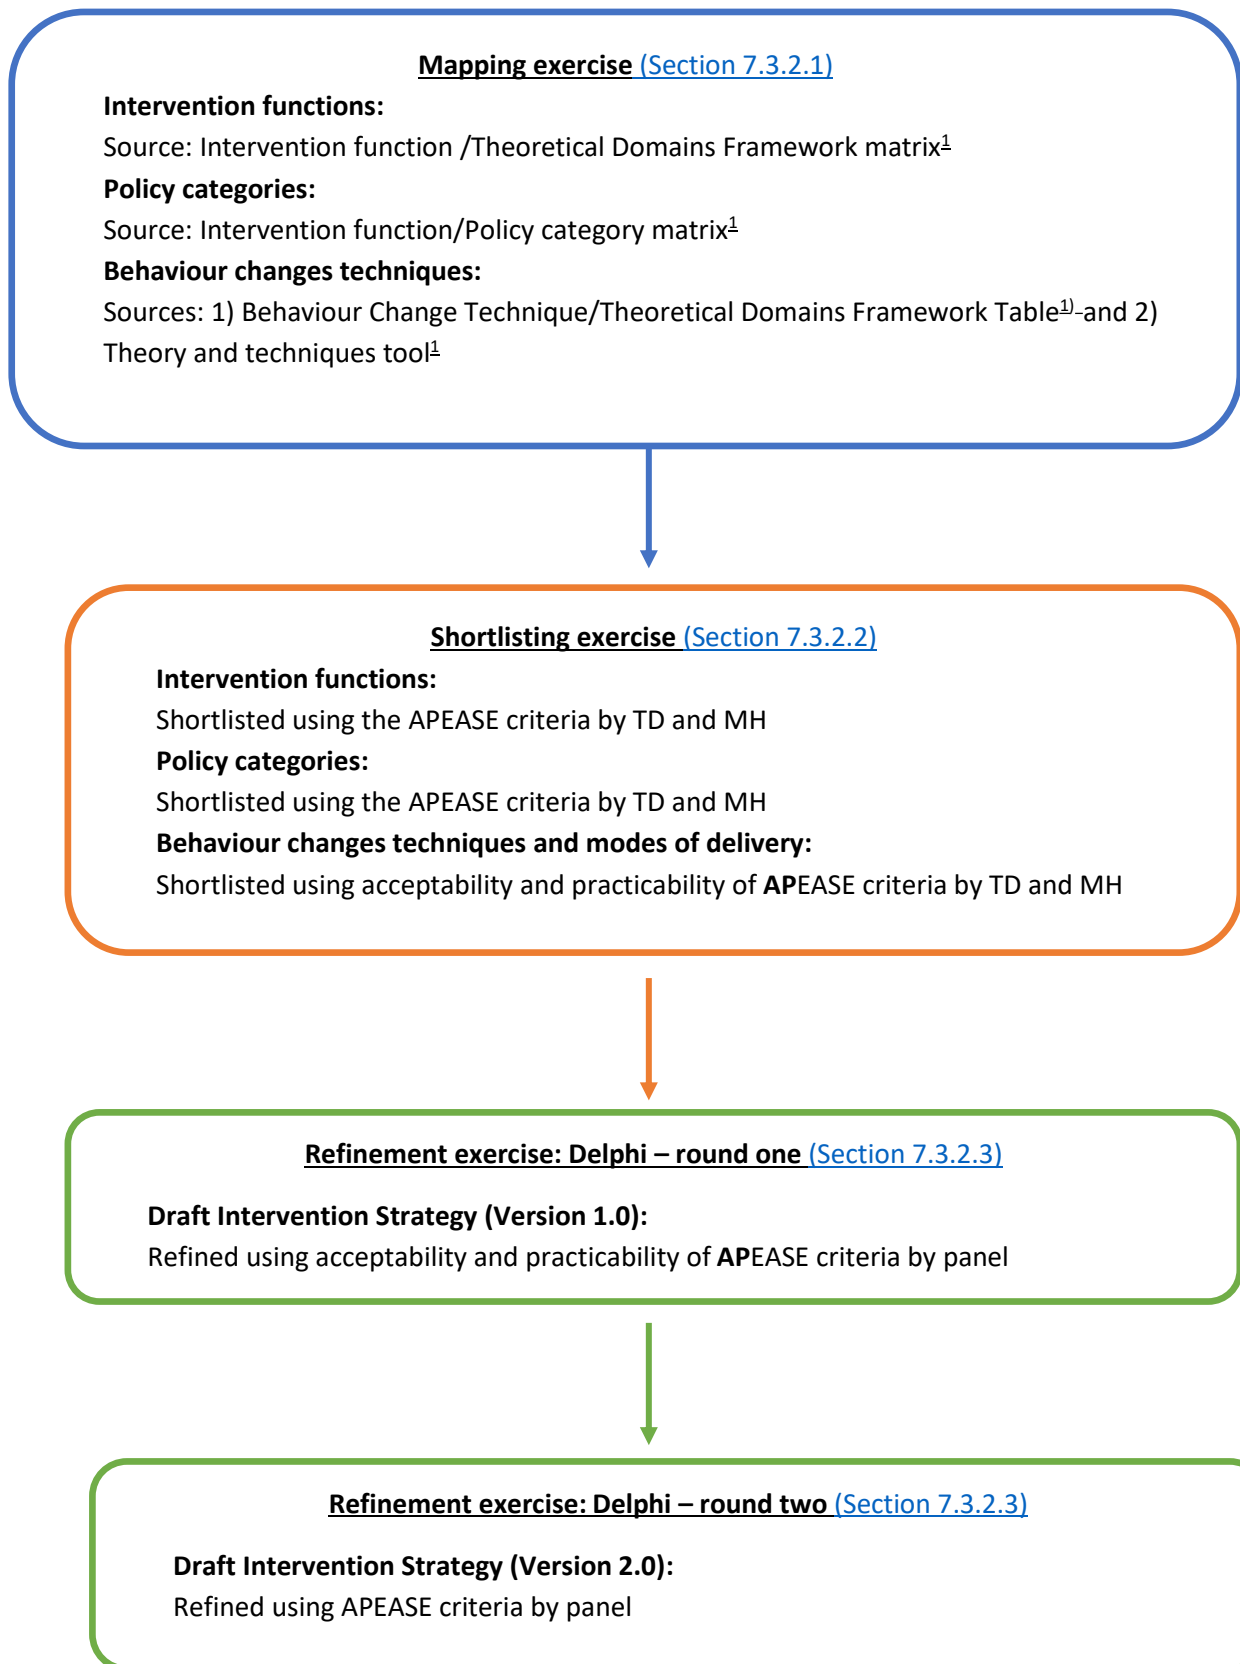 Mapping exercise (Section 7.3.2.1)
Intervention functions:
Source: Intervention function /Theoretical Domains Framework matrix1
Policy categories:
Source: Intervention function/Policy category matrix1
Behaviour changes techniques:
Sources: 1) Behaviour Change Technique/Theoretical Domains Framework Table1) and 2)
Theory and techniques tool1
Shortlisting exercise (Section 7.3.2.2)
Intervention functions:
Shortlisted using the APEASE criteria by TD and MH
Policy categories:
Shortlisted using the APEASE criteria by TD and MH
Behaviour changes techniques and modes of delivery:
Shortlisted using acceptability and practicability of APEASE criteria by TD and MH
Refinement exercise: Delphi – round one (Section 7.3.2.3)
Draft Intervention Strategy (Version 1.0):
Refined using acceptability and practicability of APEASE criteria by panel
Refinement exercise: Delphi – round two (Section 7.3.2.3)
Draft Intervention Strategy (Version 2.0):
Refined using APEASE criteria by panel